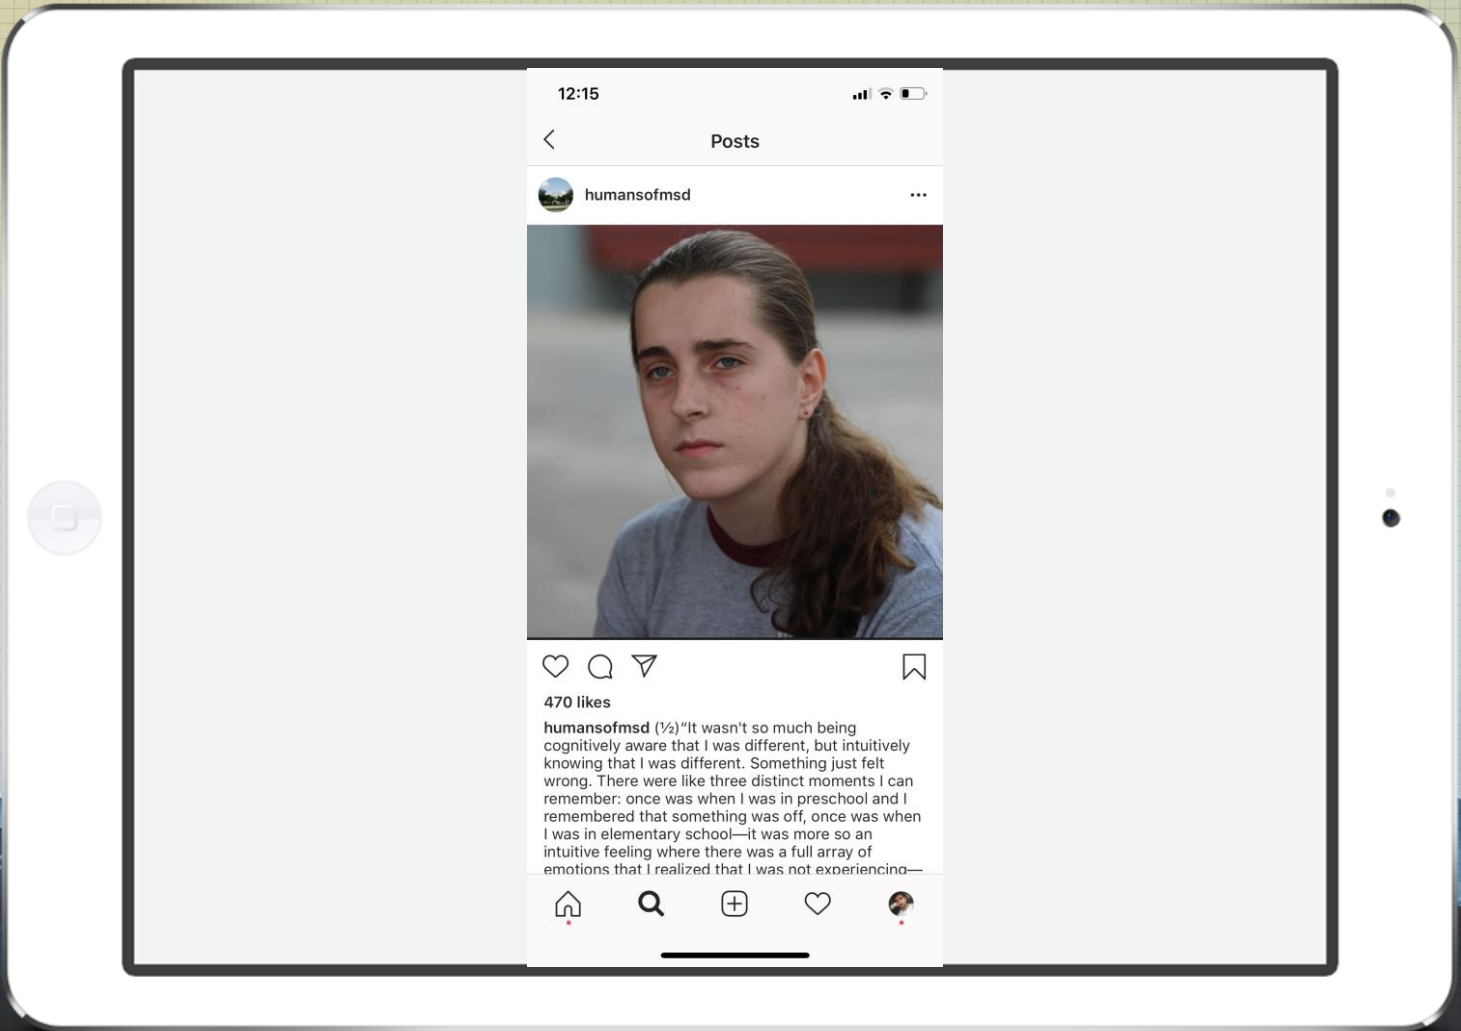 12:15
Posts
humansofmsd
470 likes
humansofmsd (½)“It wasn't so much being
cognitively aware that I was different, but intuitively
knowing that I was different. Something just felt
wrong. There were like three distinct moments I can
remember: once was when I was in preschool and I
remembered that something was off, once was when
I was in elementary school—it was more so an
intuitive feeling where there was a full array of
emotions that I realized that I was not experiencing—